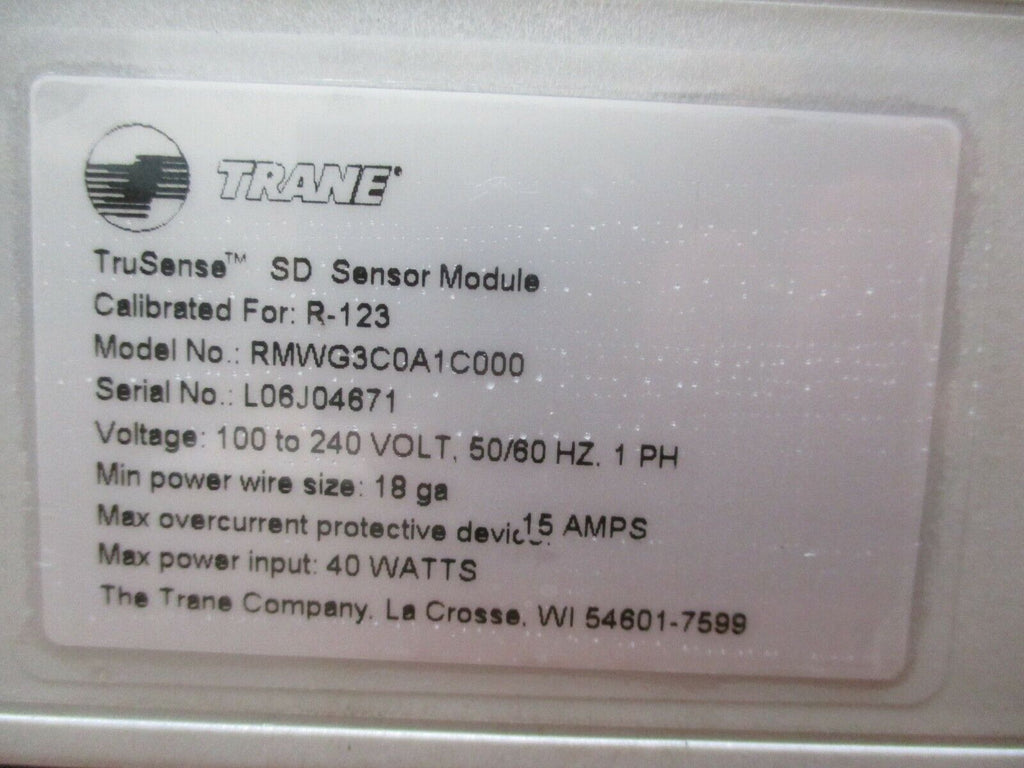 TRANE
TruSense™ SD Sensor Module
Calibrated For: R-123
Model No.: RMWG3C0A1C000
Serial No.: L06J04671
Voltage: 100 to 240 VOLT, 50/60 HZ. 1 PH
Min power wire size: 18 ga
Max overcurrent protective device: 15 AMPS
Max power input: 40 WATTS
The Trane Company. La Crosse, WI 54601-7599